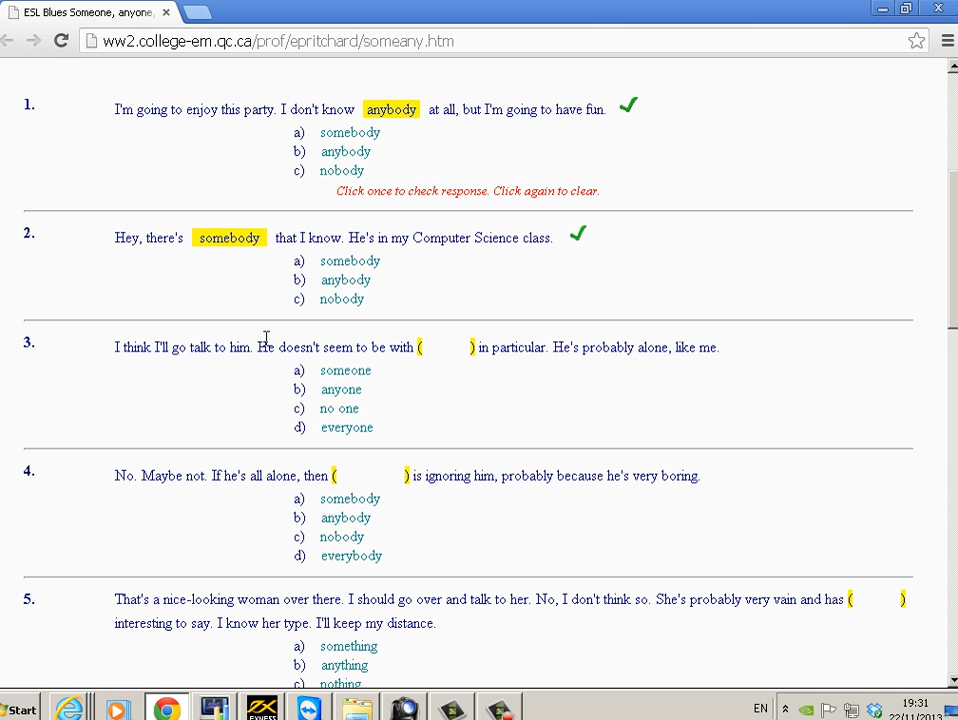 ESL Blues Someone, anyone,
ww2.college-em.qc.ca/prof/epritchard/someany.htm
1. I'm going to enjoy this party. I don't know anybody at all, but I'm going to have fun.
a) somebody
b) anybody
c) nobody
Click once to check response. Click again to clear.
2. Hey, there's somebody that I know. He's in my Computer Science class.
a) somebody
b) anybody
c) nobody
3. I think I'll go talk to him. He doesn't seem to be with ( ) in particular. He's probably alone, like me.
a) someone
b) anyone
c) no one
d) everyone
4. No. Maybe not. If he's all alone, then ( ) is ignoring him, probably because he's very boring.
a) somebody
b) anybody
c) nobody
d) everybody
5. That's a nice-looking woman over there. I should go over and talk to her. No, I don't think so. She's probably very vain and has ( )
interesting to say. I know her type. I'll keep my distance.
a) something
b) anything
c) nothing
Start
EXNESS
EN
19:31
22/11/2013